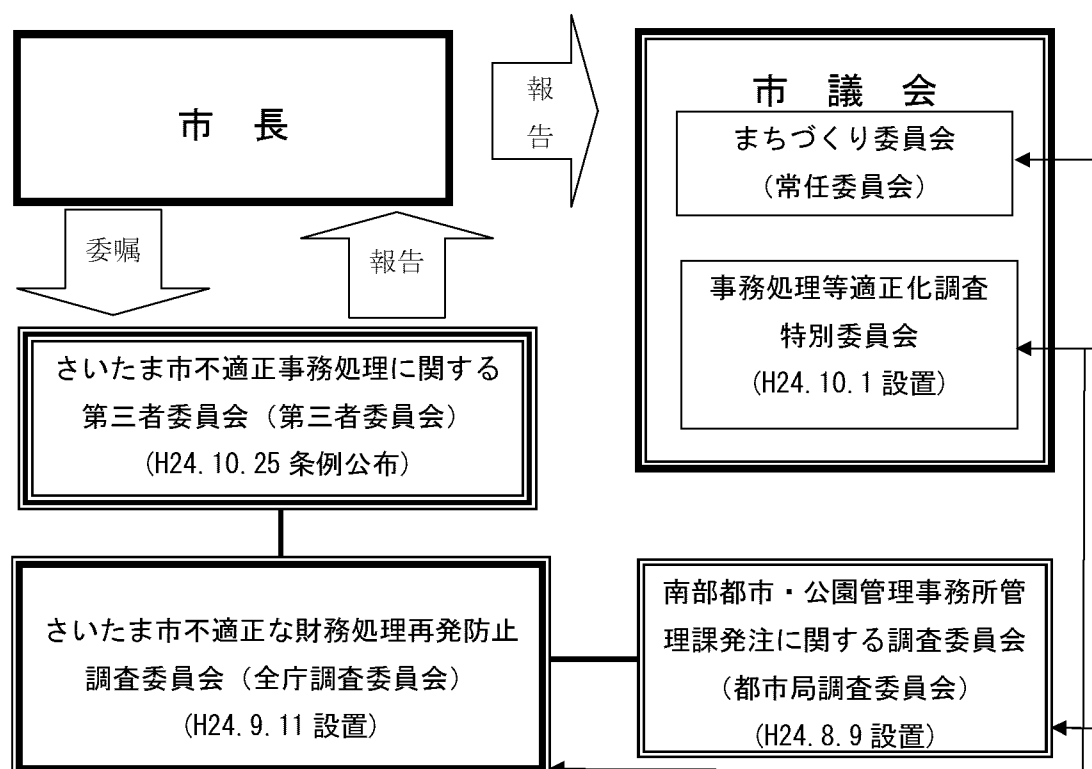 市　長
報
告
市　議　会
まちづくり委員会
（常任委員会）
事務処理等適正化調査
特別委員会
(H24.10.1 設置)
委嘱
報告
さいたま市不適正事務処理に関する
第三者委員会（第三者委員会）
(H24.10.25 条例公布)
さいたま市不適正な財務処理再発防止
調査委員会（全庁調査委員会）
(H24.9.11 設置)
南部都市・公園管理事務所管
理課発注に関する調査委員会
（都市局調査委員会）
(H24.8.9 設置)